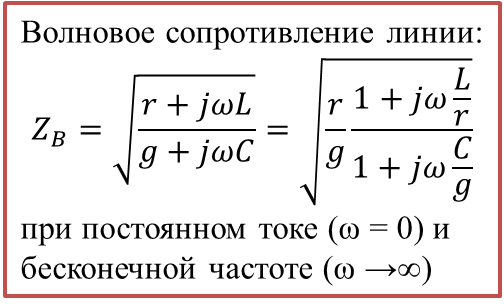 Волновое сопротивление линии:
Z_B = √((r + jωL)/(g + jωC)) = √((r/g) (1 + jω L/r)/(1 + jω C/g))
при постоянном токе (ω = 0) и
бесконечной частоте (ω →∞)